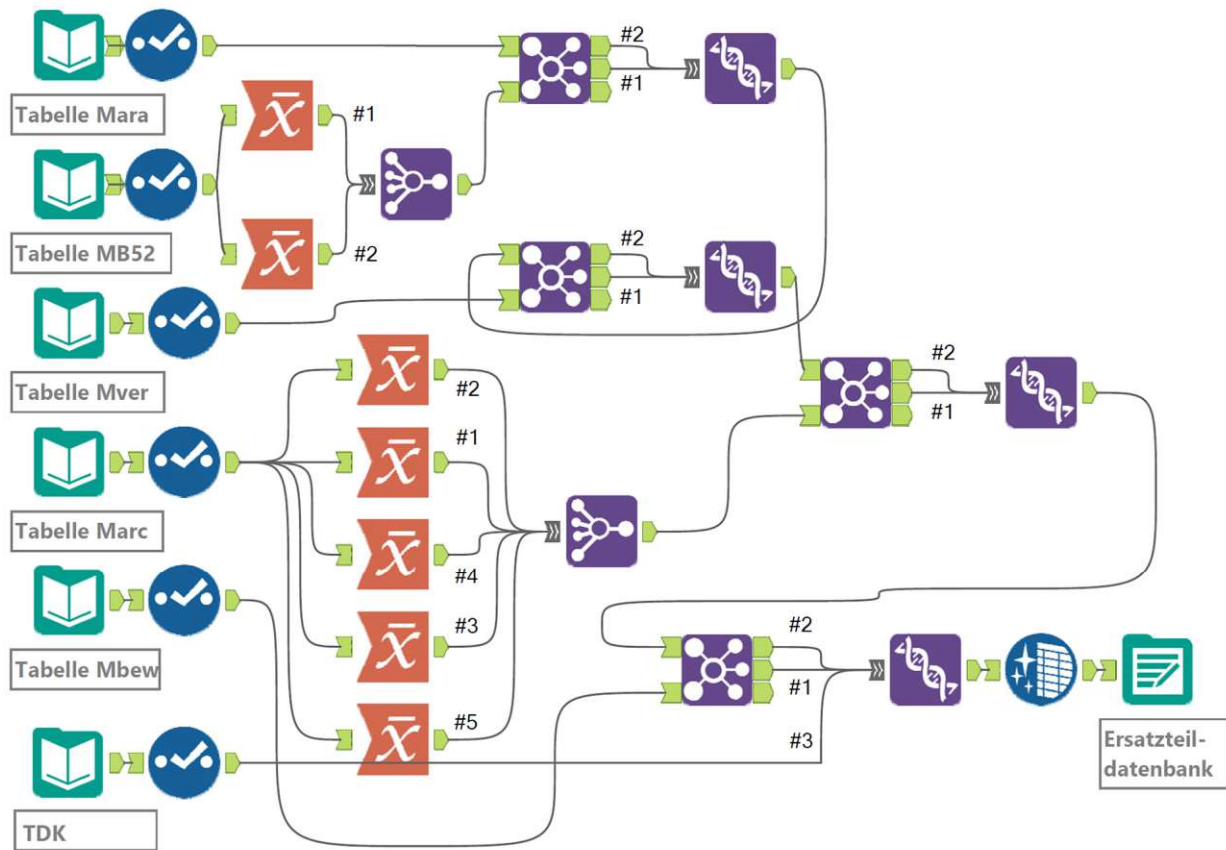 #2
#1
Tabelle Mara
#1
#2
Tabelle MB52
#2
#1
Tabelle Mver
#2
#1
#4
#3
#5
#2
#1
Tabelle Marc
Tabelle Mbew
#2
#1
#3
TDK
Ersatzteil-
datenbank